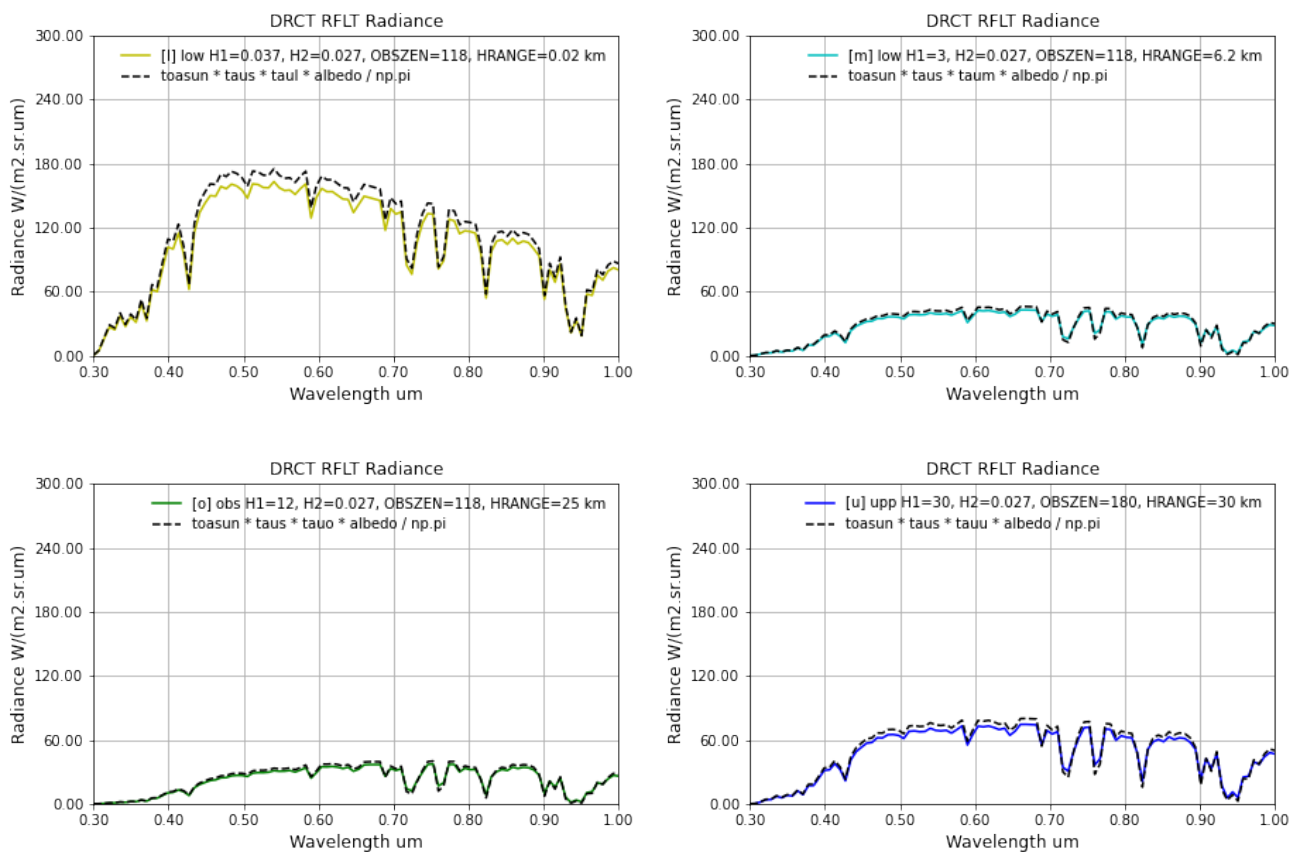 DRCT RFLT Radiance
300.00
[l] low H1=0.037, H2=0.027, OBSZEN=118, HRANGE=0.02 km
toasun * taus * taul * albedo / np.pi
240.00
180.00
120.00
60.00
0.00
Radiance W/(m2.sr.um)
0.30 0.40 0.50 0.60 0.70 0.80 0.90 1.00
Wavelength um
DRCT RFLT Radiance
300.00
[m] low H1=3, H2=0.027, OBSZEN=118, HRANGE=6.2 km
toasun * taus * taum * albedo / np.pi
240.00
180.00
120.00
60.00
0.00
Radiance W/(m2.sr.um)
0.30 0.40 0.50 0.60 0.70 0.80 0.90 1.00
Wavelength um
DRCT RFLT Radiance
300.00
[o] obs H1=12, H2=0.027, OBSZEN=118, HRANGE=25 km
toasun * taus * tauo * albedo / np.pi
240.00
180.00
120.00
60.00
0.00
Radiance W/(m2.sr.um)
0.30 0.40 0.50 0.60 0.70 0.80 0.90 1.00
Wavelength um
DRCT RFLT Radiance
300.00
[u] upp H1=30, H2=0.027, OBSZEN=180, HRANGE=30 km
toasun * taus * tauu * albedo / np.pi
240.00
180.00
120.00
60.00
0.00
Radiance W/(m2.sr.um)
0.30 0.40 0.50 0.60 0.70 0.80 0.90 1.00
Wavelength um